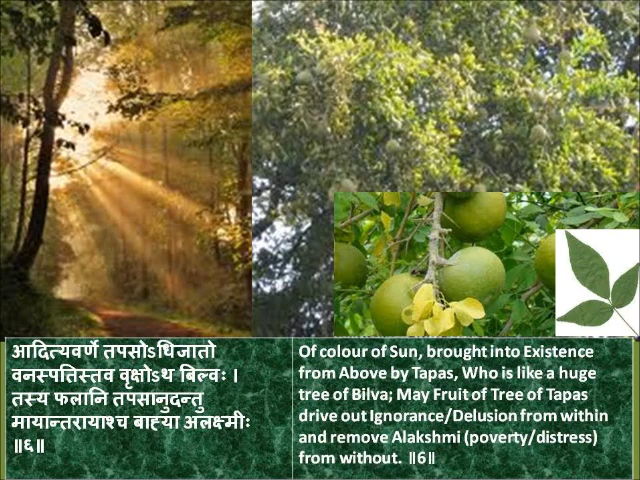 आदित्यवर्णे तपसोऽधिजातो
वनस्पतिस्तव वृक्षोऽथ बिल्वः ।
तस्य फलानि तपसानुदन्तु
मायान्तरायाश्च बाह्या अलक्ष्मीः
॥६॥
Of colour of Sun, brought into Existence
from Above by Tapas, Who is like a huge
tree of Bilva; May Fruit of Tree of Tapas
drive out Ignorance/Delusion from within
and remove Alakshmi (poverty/distress)
from without. ॥6॥